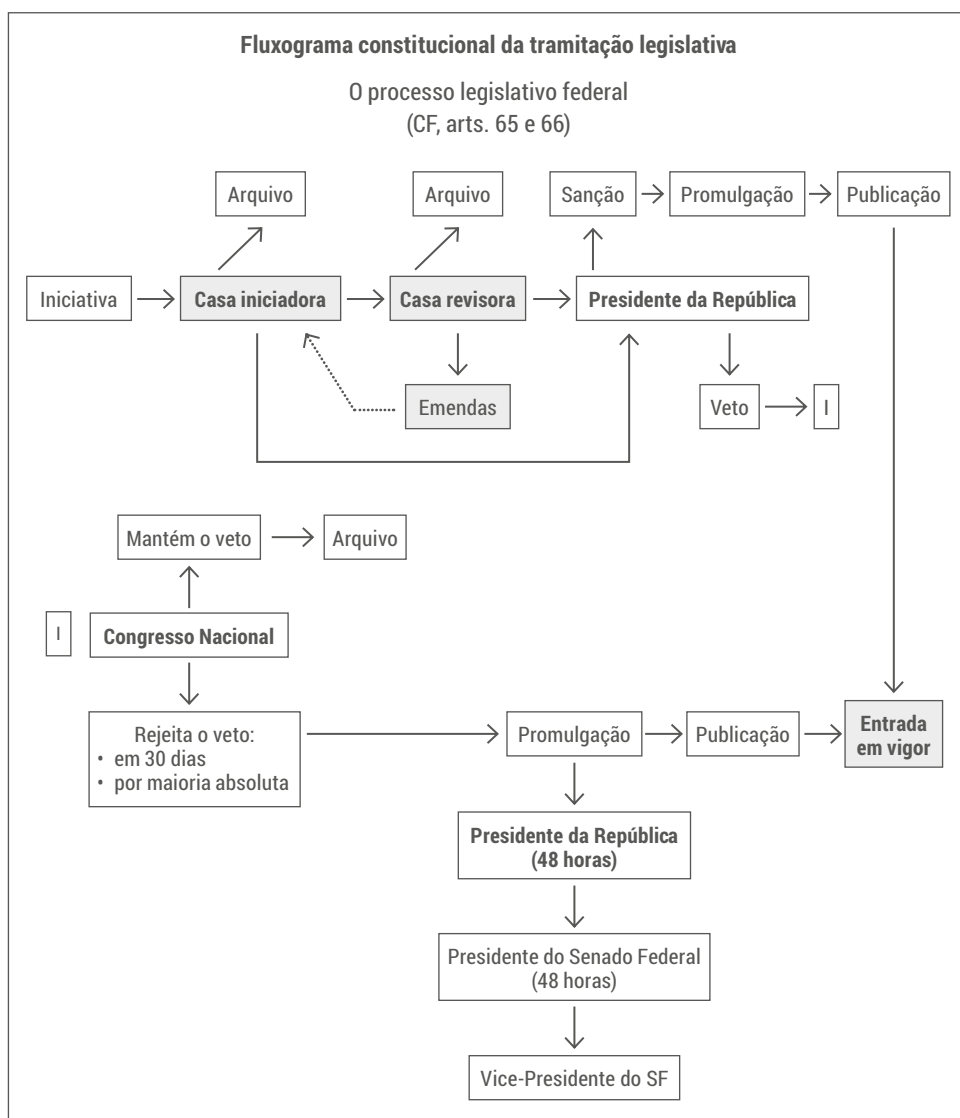 Fluxograma constitucional da tramitação legislativa
O processo legislativo federal
(CF, arts. 65 e 66)
Arquivo
Arquivo
Sanção
Promulgação
Publicação
Iniciativa
Casa iniciadora
Casa revisora
Presidente da República
Emendas
Veto
I
Mantém o veto
Arquivo
I
Congresso Nacional
Rejeita o veto:
• em 30 dias
• por maioria absoluta
Promulgação
Publicação
Entrada
em vigor
Presidente da República
(48 horas)
Presidente do Senado Federal
(48 horas)
Vice-Presidente do SF